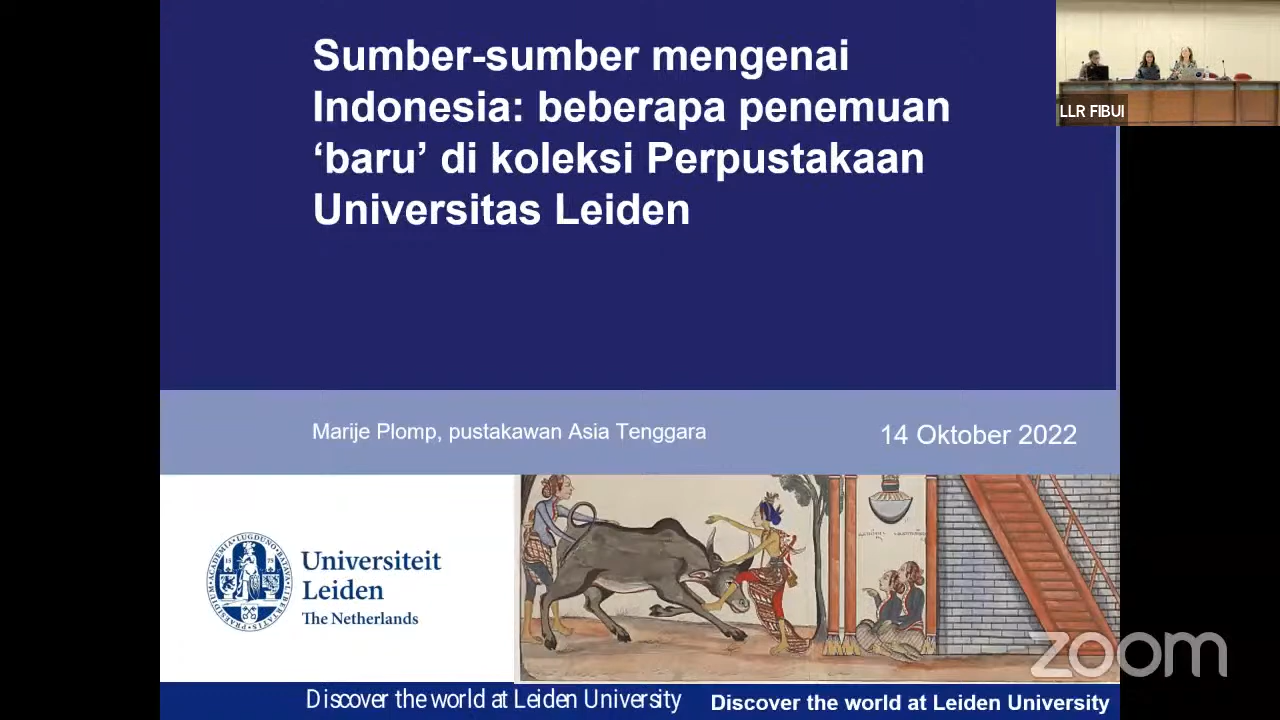 Sumber-sumber mengenai
Indonesia: beberapa penemuan
‘baru’ di koleksi Perpustakaan
Universitas Leiden
LLR FIBUI
Marije Plomp, pustakawan Asia Tenggara
14 Oktober 2022
Universiteit
Leiden
The Netherlands
zoom
Discover the world at Leiden University
Discover the world at Leiden University